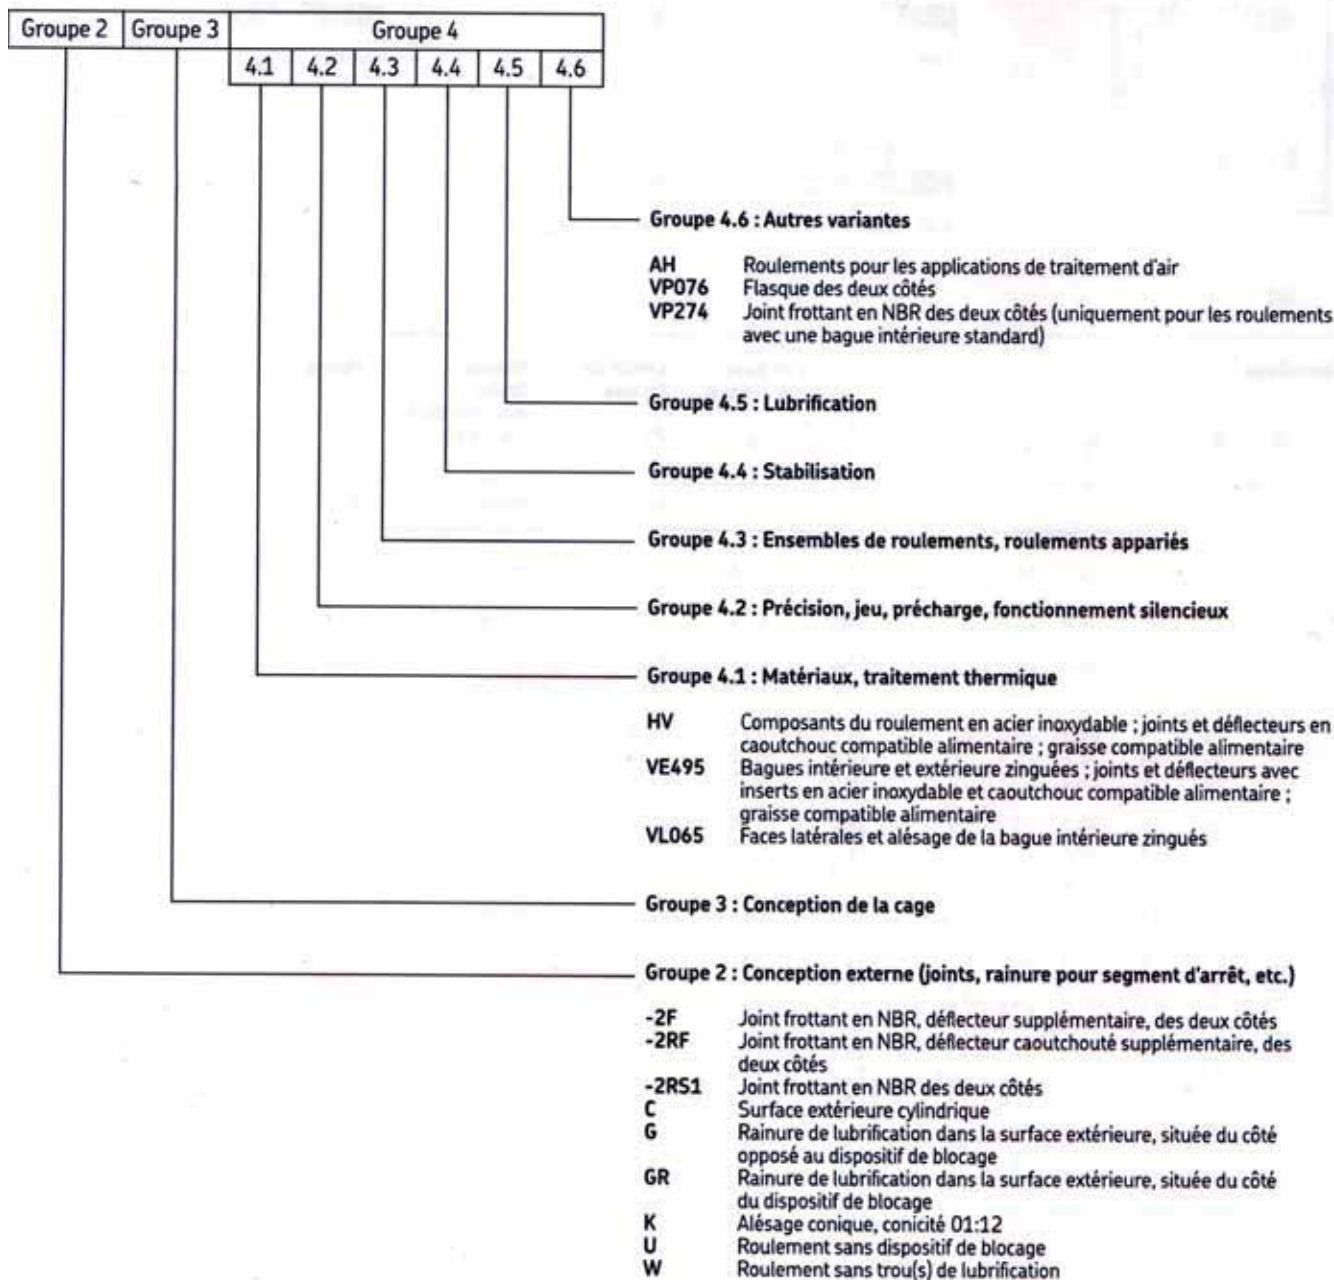 Groupe 2 Groupe 3 Groupe 4
4.1 4.2 4.3 4.4 4.5 4.6
Groupe 4.6 : Autres variantes
AH Roulements pour les applications de traitement d'air
VP076 Flasque des deux côtés
VP274 Joint frottant en NBR des deux côtés (uniquement pour les roulements
avec une bague intérieure standard)
Groupe 4.5 : Lubrification
Groupe 4.4 : Stabilisation
Groupe 4.3 : Ensembles de roulements, roulements appariés
Groupe 4.2 : Précision, jeu, précharge, fonctionnement silencieux
Groupe 4.1 : Matériaux, traitement thermique
HV Composants du roulement en acier inoxydable ; joints et déflecteurs en
caoutchouc compatible alimentaire ; graisse compatible alimentaire
VE495 Bagues intérieure et extérieure zinguées ; joints et déflecteurs avec
inserts en acier inoxydable et caoutchouc compatible alimentaire ;
graisse compatible alimentaire
VL065 Faces latérales et alésage de la bague intérieure zingués
Groupe 3 : Conception de la cage
Groupe 2 : Conception externe (joints, rainure pour segment d'arrêt, etc.)
-2F Joint frottant en NBR, déflecteur supplémentaire, des deux côtés
-2RF Joint frottant en NBR, déflecteur caoutchouté supplémentaire, des
deux côtés
-2RS1 Joint frottant en NBR des deux côtés
C Surface extérieure cylindrique
G Rainure de lubrification dans la surface extérieure, située du côté
opposé au dispositif de blocage
GR Rainure de lubrification dans la surface extérieure, située du côté
du dispositif de blocage
K Alésage conique, conicité 01:12
U Roulement sans dispositif de blocage
W Roulement sans trou(s) de lubrification